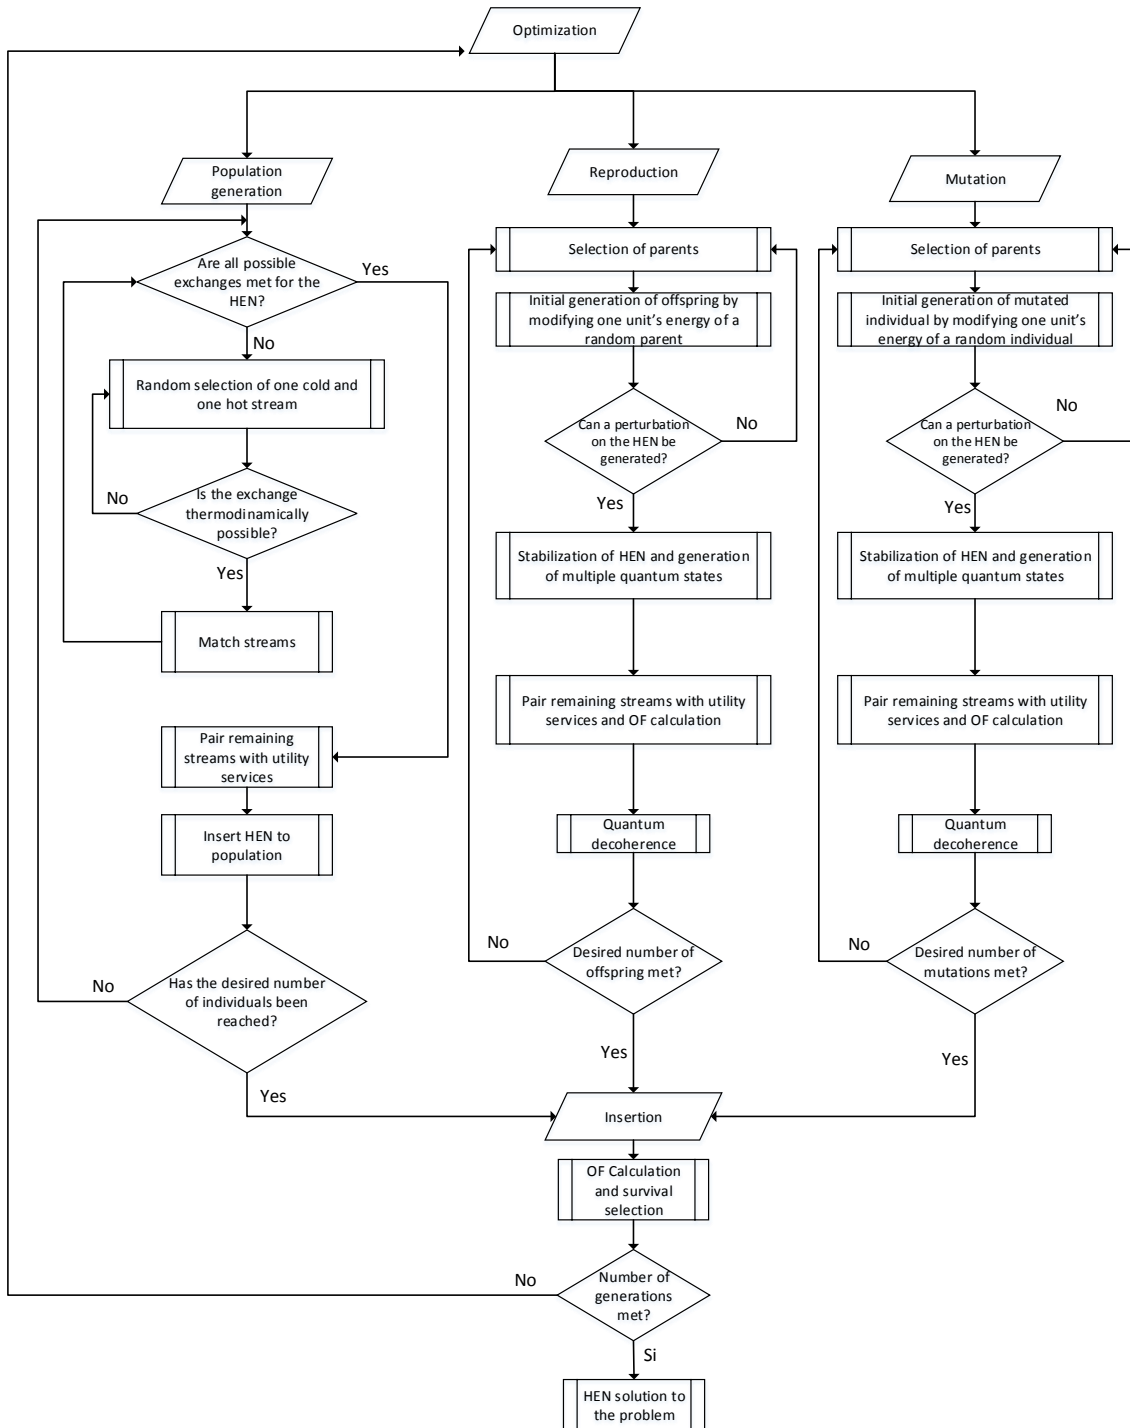 Optimization
Population
generation
Reproduction
Mutation
Are all possible
exchanges met for the
HEN?
Yes
No
Random selection of one cold and
one hot stream
Is the exchange
thermodinamically
possible?
No
Yes
Match streams
Pair remaining
streams with utility
services
Insert HEN to
population
Has the desired number
of individuals been
reached?
No
Yes
Selection of parents
Initial generation of offspring by
modifying one unit's energy of a
random parent
Can a perturbation
on the HEN be
generated?
No
Yes
Stabilization of HEN and generation
of multiple quantum states
Pair remaining streams with utility
services and OF calculation
Quantum
decoherence
Desired number of
offspring met?
No
Yes
Selection of parents
Initial generation of mutated
individual by modifying one unit's
energy of a random individual
Can a perturbation
on the HEN be
generated?
No
Yes
Stabilization of HEN and generation
of multiple quantum states
Pair remaining streams with utility
services and OF calculation
Quantum
decoherence
Desired number of
mutations met?
No
Yes
Insertion
OF Calculation
and survival
selection
Number of
generations
met?
No
Si
HEN solution to
the problem